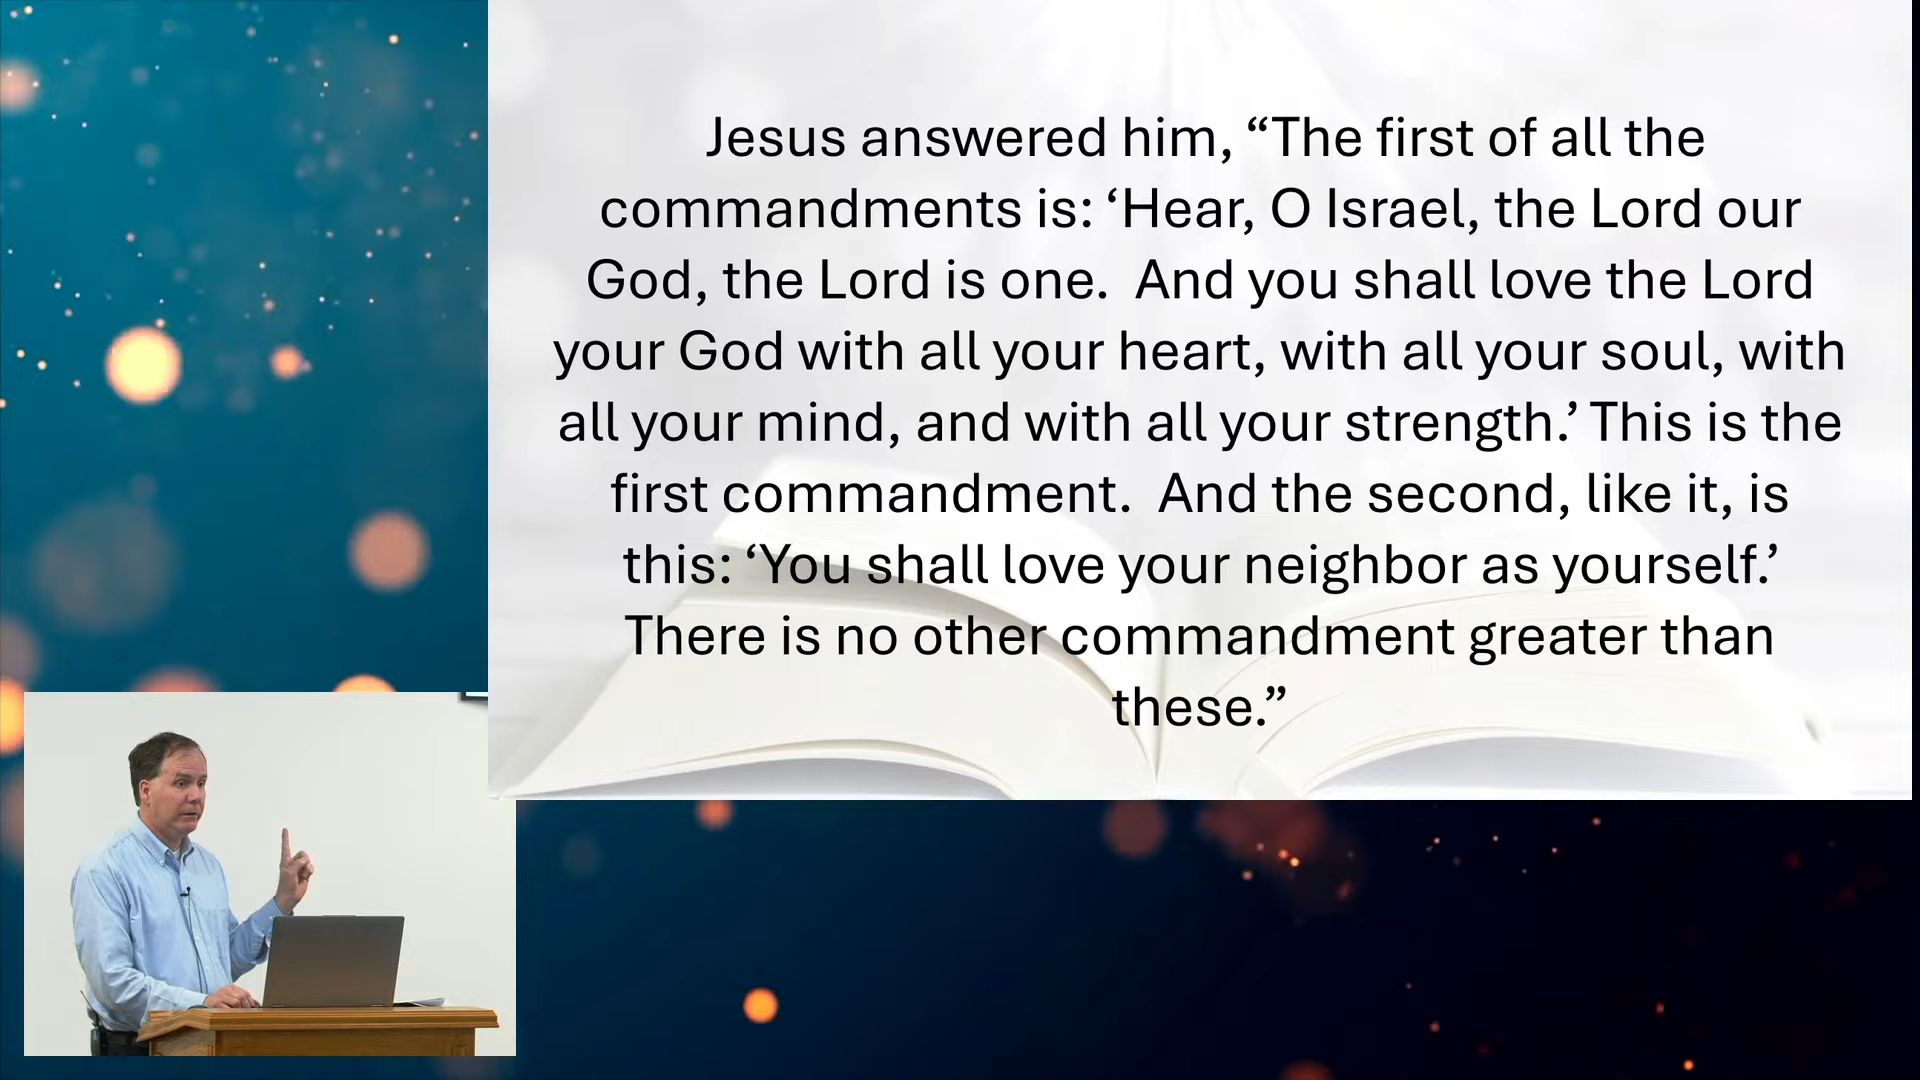 Jesus answered him, “The first of all the
commandments is: ‘Hear, O Israel, the Lord our
God, the Lord is one.  And you shall love the Lord
your God with all your heart, with all your soul, with
all your mind, and with all your strength.’ This is the
first commandment.  And the second, like it, is
this: ‘You shall love your neighbor as yourself.’
There is no other commandment greater than
these.”